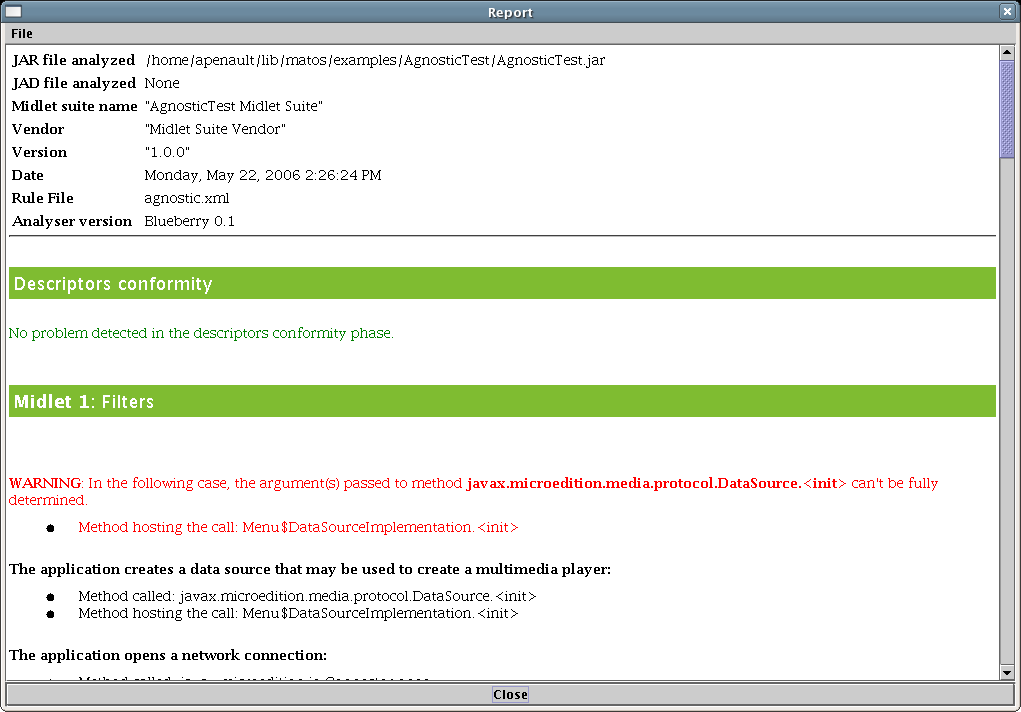 Report
File
JAR file analyzed /home/apenault/lib/matos/examples/AgnosticTest/AgnosticTest.jar
JAD file analyzed None
Midlet suite name "AgnosticTest Midlet Suite"
Vendor "Midlet Suite Vendor"
Version "1.0.0"
Date Monday, May 22, 2006 2:26:24 PM
Rule File agnostic.xml
Analyser version Blueberry 0.1
Descriptors conformity
No problem detected in the descriptors conformity phase.
Midlet 1: Filters
WARNING: In the following case, the argument(s) passed to method javax.microedition.media.protocol.DataSource.<init> can't be fully
determined.
Method hosting the call: Menu$DataSourceImplementation.<init>
The application creates a data source that may be used to create a multimedia player:
Method called: javax.microedition.media.protocol.DataSource.<init>
Method hosting the call: Menu$DataSourceImplementation.<init>
The application opens a network connection:
Close